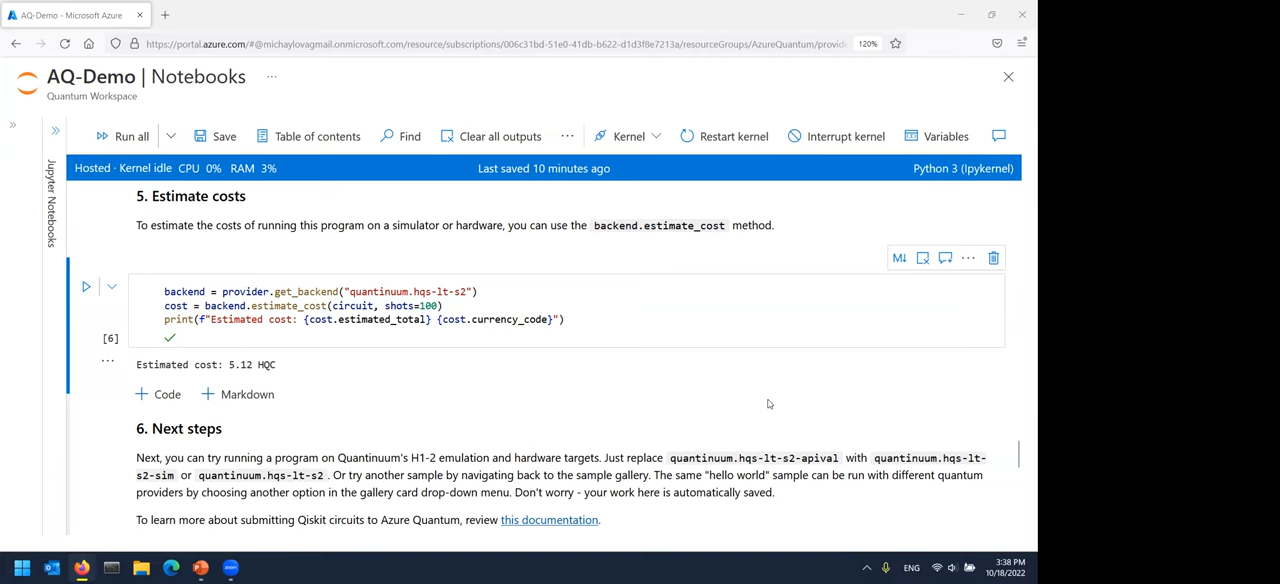 AQ-Demo - Microsoft Azure
https://portal.azure.com/#@michaylovagmail.onmicrosoft.com/resource/subscriptions/006c31bd-51e0-41db-b622-d1d3f8e7213a/resourceGroups/AzureQuantum/provid
120%
AQ-Demo | Notebooks
Quantum Workspace
Run all
Save
Table of contents
Find
Clear all outputs
Kernel
Restart kernel
Interrupt kernel
Variables
Jupyter Notebooks
Hosted · Kernel idle CPU 0% RAM 3%
Last saved 10 minutes ago
Python 3 (Ipykernel)
5. Estimate costs
To estimate the costs of running this program on a simulator or hardware, you can use the backend.estimate_cost method.
M↓
backend = provider.get_backend("quantinuum.hqs-lt-s2")
cost = backend.estimate_cost(circuit, shots=100)
print(f"Estimated cost: {cost.estimated_total} {cost.currency_code}")
[6]
Estimated cost: 5.12 HQC
+ Code + Markdown
6. Next steps
Next, you can try running a program on Quantinuum's H1-2 emulation and hardware targets. Just replace quantinuum.hqs-lt-s2-apival with quantinuum.hqs-lt-
s2-sim or quantinuum.hqs-lt-s2 . Or try another sample by navigating back to the sample gallery. The same "hello world" sample can be run with different quantum
providers by choosing another option in the gallery card drop-down menu. Don't worry - your work here is automatically saved.
To learn more about submitting Qiskit circuits to Azure Quantum, review this documentation.
ENG
3:38 PM
10/18/2022